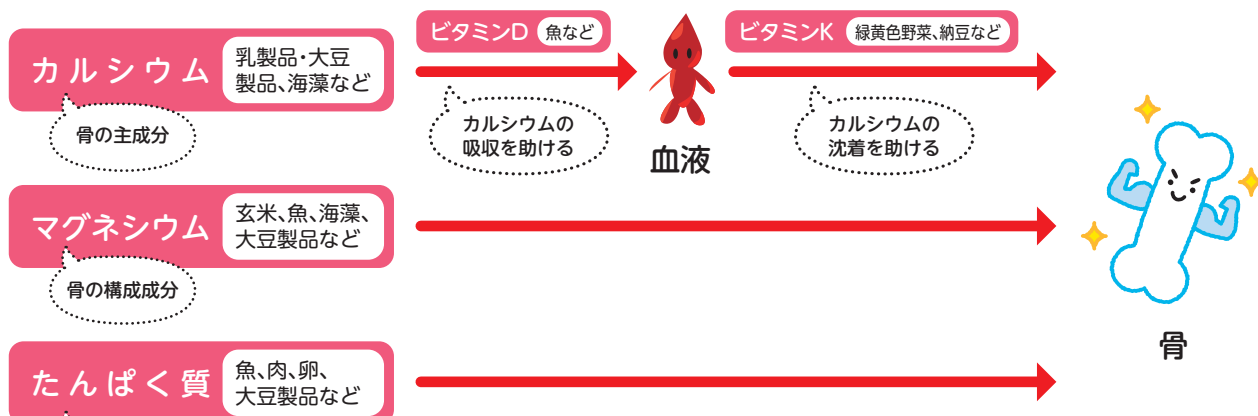 カルシウム
乳製品・大豆
製品、海藻など
骨の主成分
ビタミンD 魚など
カルシウムの
吸収を助ける
血液
ビタミンK 緑黄色野菜、納豆など
カルシウムの
沈着を助ける
マグネシウム
玄米、魚、海藻、
大豆製品など
骨の構成成分
たんぱく質
魚、肉、卵、
大豆製品など
骨